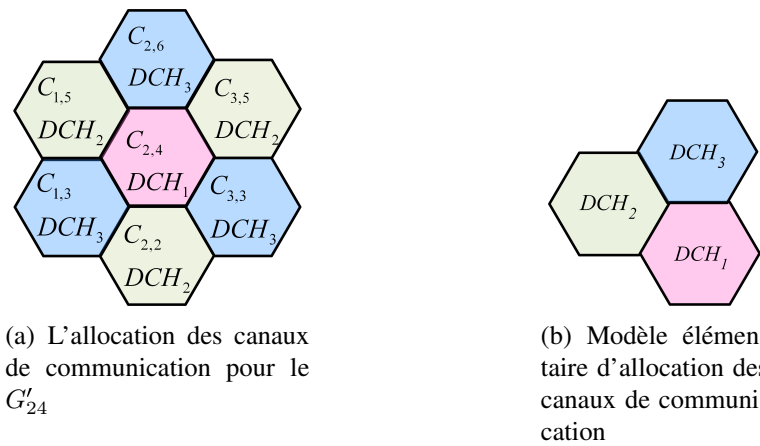 C2,6
DCH3
C1,5
DCH2
C3,5
DCH2
C2,4
DCH1
C1,3
DCH3
C3,3
DCH3
C2,2
DCH2
DCH3
DCH2
DCH1
(a) L'allocation des canaux
de communication pour le
G′24
(b) Modèle élémen
taire d'allocation des
canaux de communi
cation